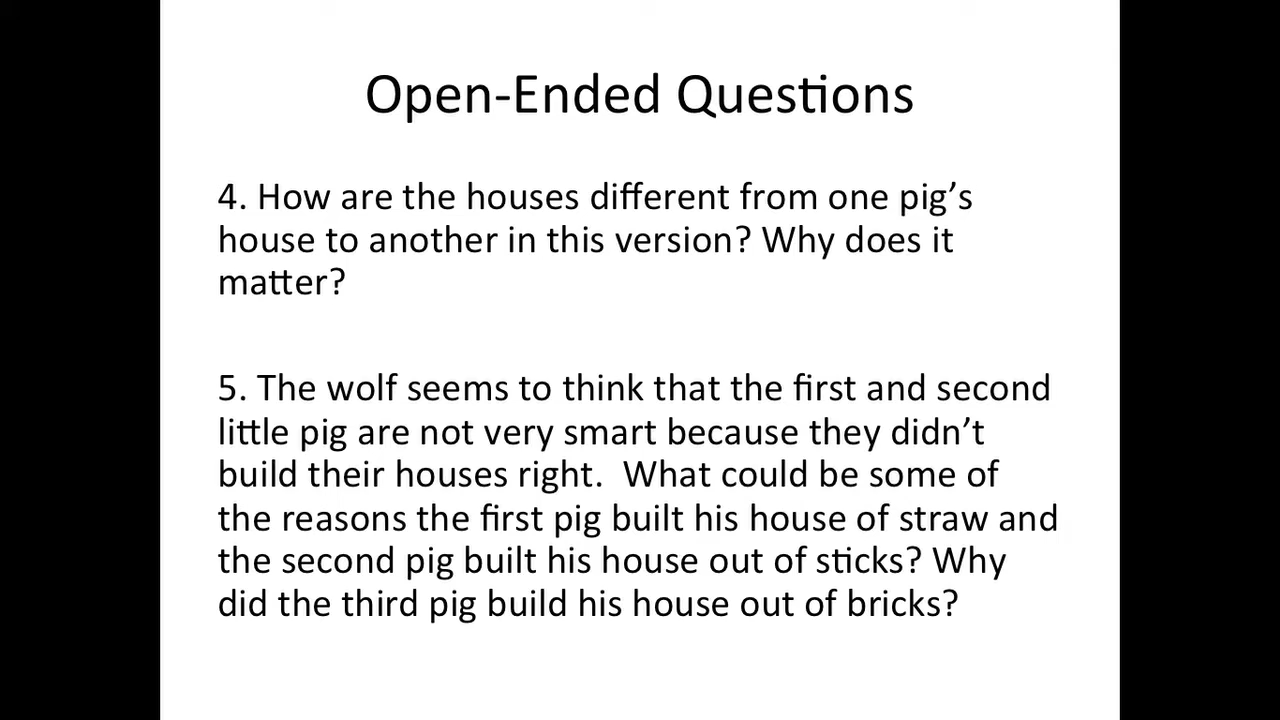 Open-Ended Questions
4. How are the houses different from one pig’s
house to another in this version? Why does it
matter?
5. The wolf seems to think that the first and second
little pig are not very smart because they didn’t
build their houses right.  What could be some of
the reasons the first pig built his house of straw and
the second pig built his house out of sticks? Why
did the third pig build his house out of bricks?